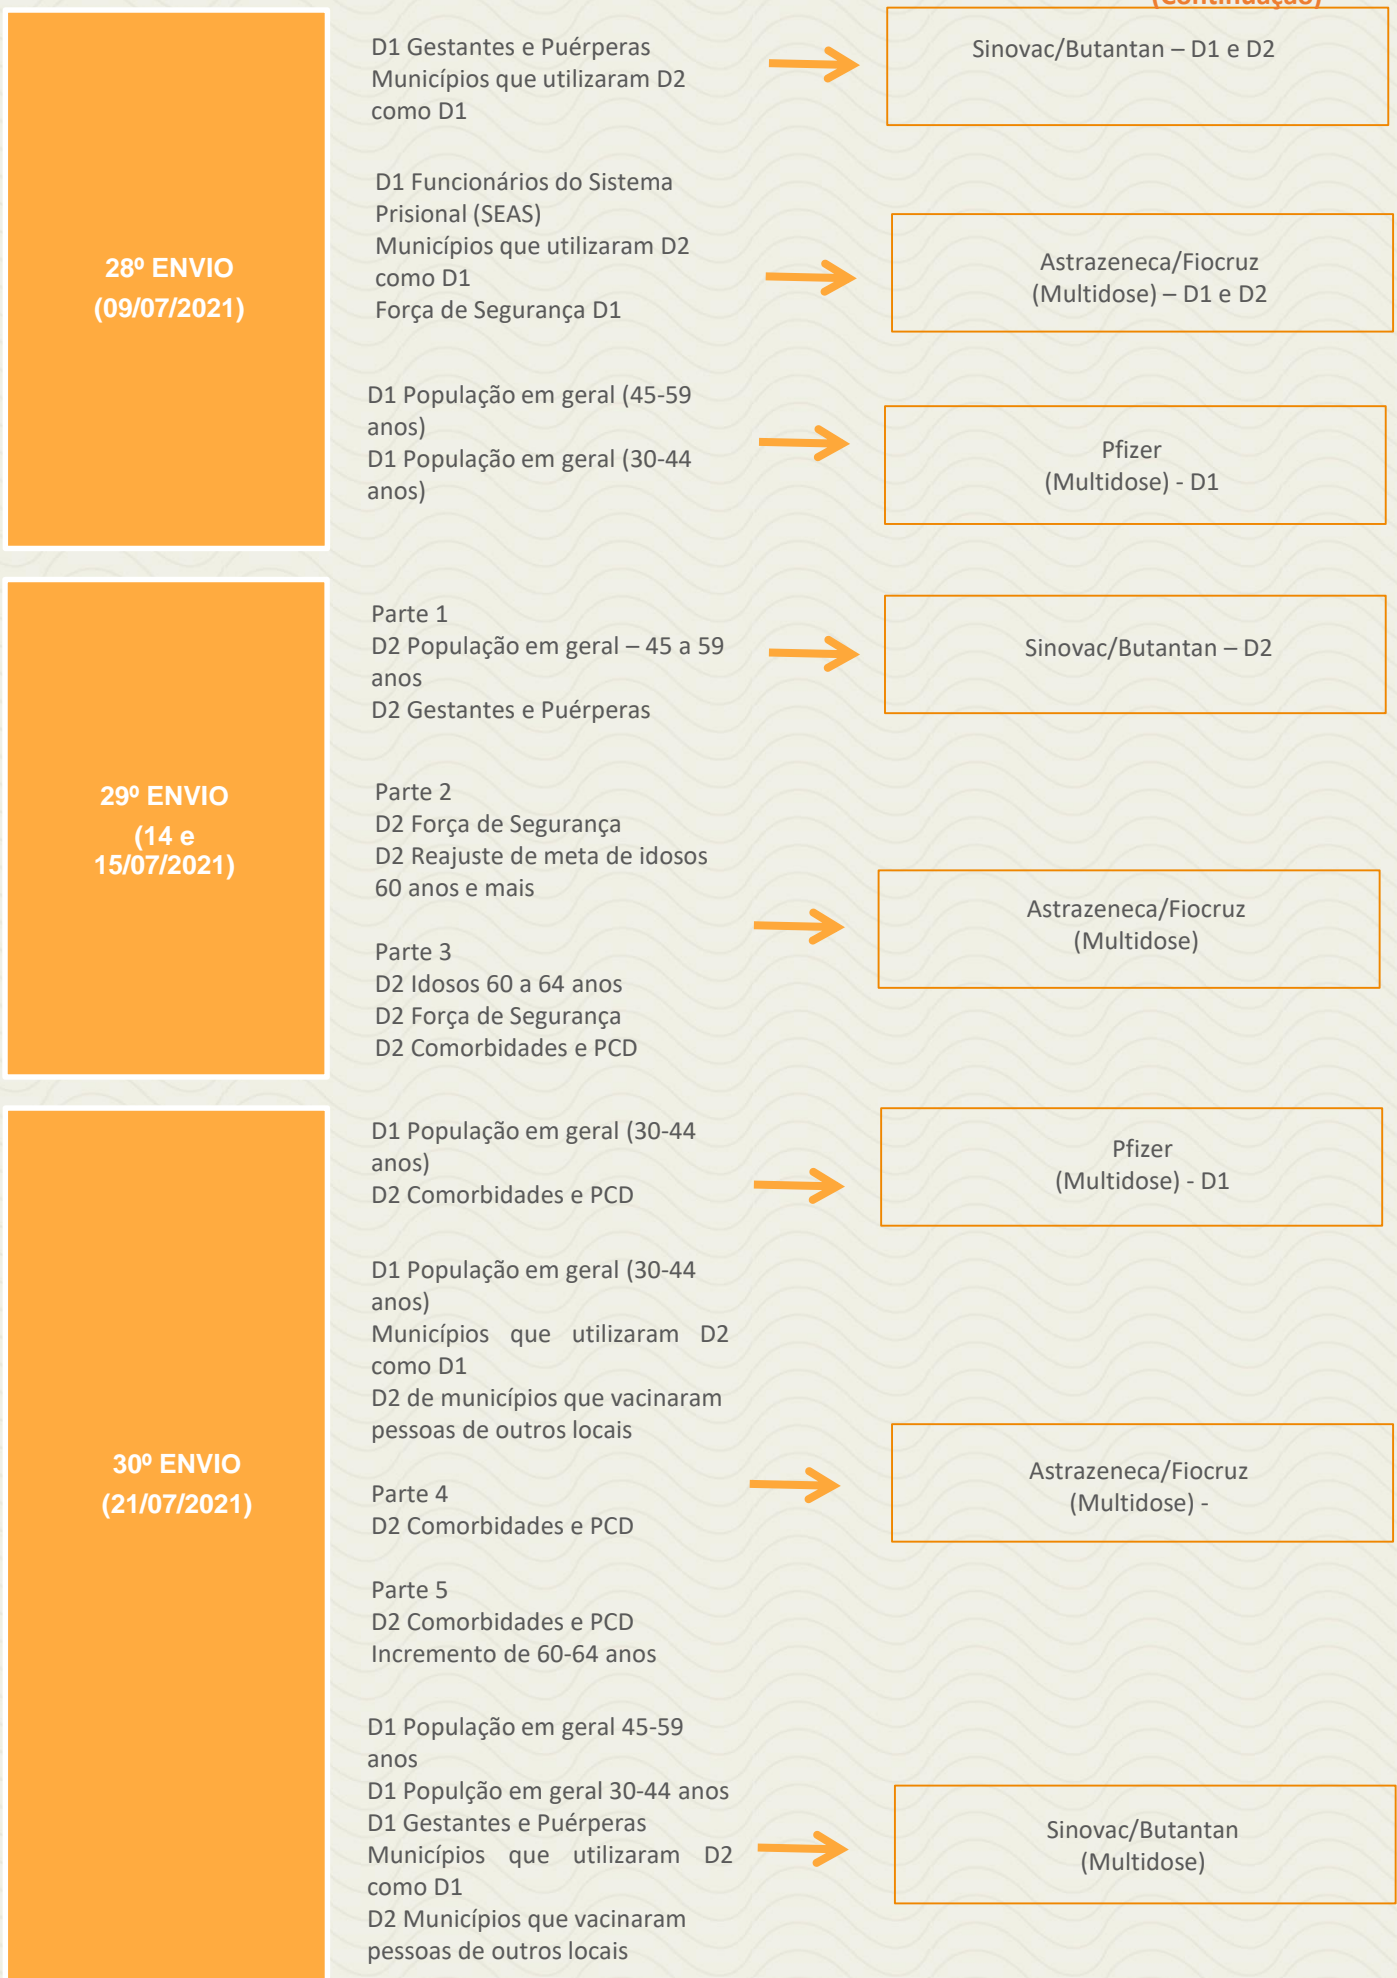 (Continuação)
28º ENVIO
(09/07/2021)
D1 Gestantes e Puérperas
Municípios que utilizaram D2
como D1
Sinovac/Butantan – D1 e D2
D1 Funcionários do Sistema
Prisional (SEAS)
Municípios que utilizaram D2
como D1
Força de Segurança D1
Astrazeneca/Fiocruz
(Multidose) – D1 e D2
D1 População em geral (45-59
anos)
D1 População em geral (30-44
anos)
Pfizer
(Multidose) - D1
29º ENVIO
(14 e
15/07/2021)
Parte 1
D2 População em geral – 45 a 59
anos
D2 Gestantes e Puérperas
Sinovac/Butantan – D2
Parte 2
D2 Força de Segurança
D2 Reajuste de meta de idosos
60 anos e mais
Parte 3
D2 Idosos 60 a 64 anos
D2 Força de Segurança
D2 Comorbidades e PCD
Astrazeneca/Fiocruz
(Multidose)
30º ENVIO
(21/07/2021)
D1 População em geral (30-44
anos)
D2 Comorbidades e PCD
Pfizer
(Multidose) - D1
D1 População em geral (30-44
anos)
Municípios que utilizaram D2
como D1
D2 de municípios que vacinaram
pessoas de outros locais
Parte 4
D2 Comorbidades e PCD
Parte 5
D2 Comorbidades e PCD
Incremento de 60-64 anos
Astrazeneca/Fiocruz
(Multidose) -
D1 População em geral 45-59
anos
D1 Populção em geral 30-44 anos
D1 Gestantes e Puérperas
Municípios que utilizaram D2
como D1
D2 Municípios que vacinaram
pessoas de outros locais
Sinovac/Butantan
(Multidose)